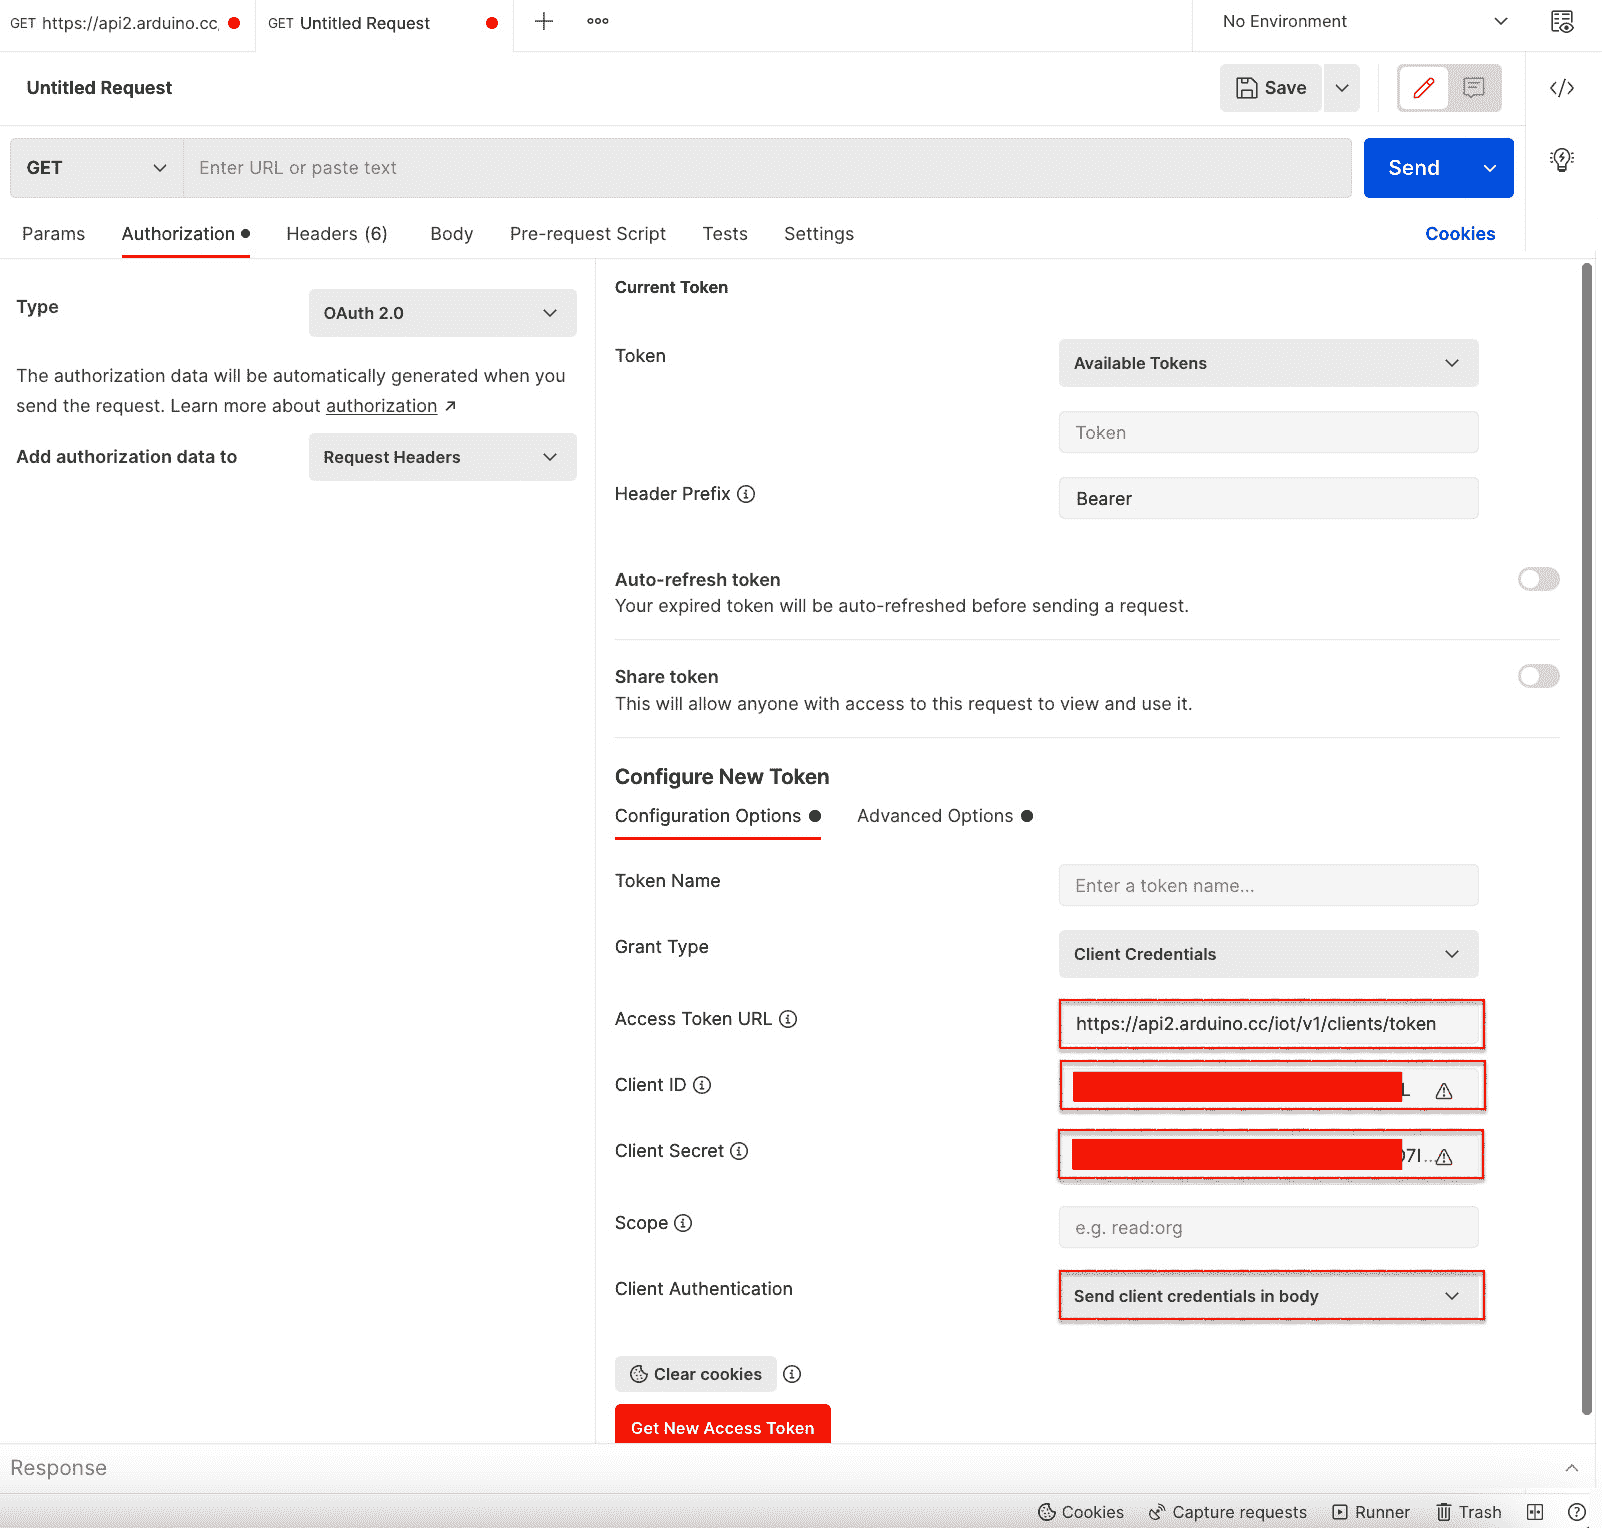 GET https://api2.arduino.cc, GET Untitled Request No Environment
Untitled Request Save
GET Enter URL or paste text Send
Params Authorization Headers (6) Body Pre-request Script Tests Settings Cookies
Type OAuth 2.0
The authorization data will be automatically generated when you
send the request. Learn more about authorization ↗
Add authorization data to Request Headers
Current Token
Token Available Tokens
Token
Header Prefix Bearer
Auto-refresh token
Your expired token will be auto-refreshed before sending a request.
Share token
This will allow anyone with access to this request to view and use it.
Configure New Token
Configuration Options Advanced Options
Token Name Enter a token name...
Grant Type Client Credentials
Access Token URL https://api2.arduino.cc/iot/v1/clients/token
Client ID
Client Secret
Scope e.g. read:org
Client Authentication Send client credentials in body
Clear cookies
Get New Access Token
Response
Cookies Capture requests Runner Trash